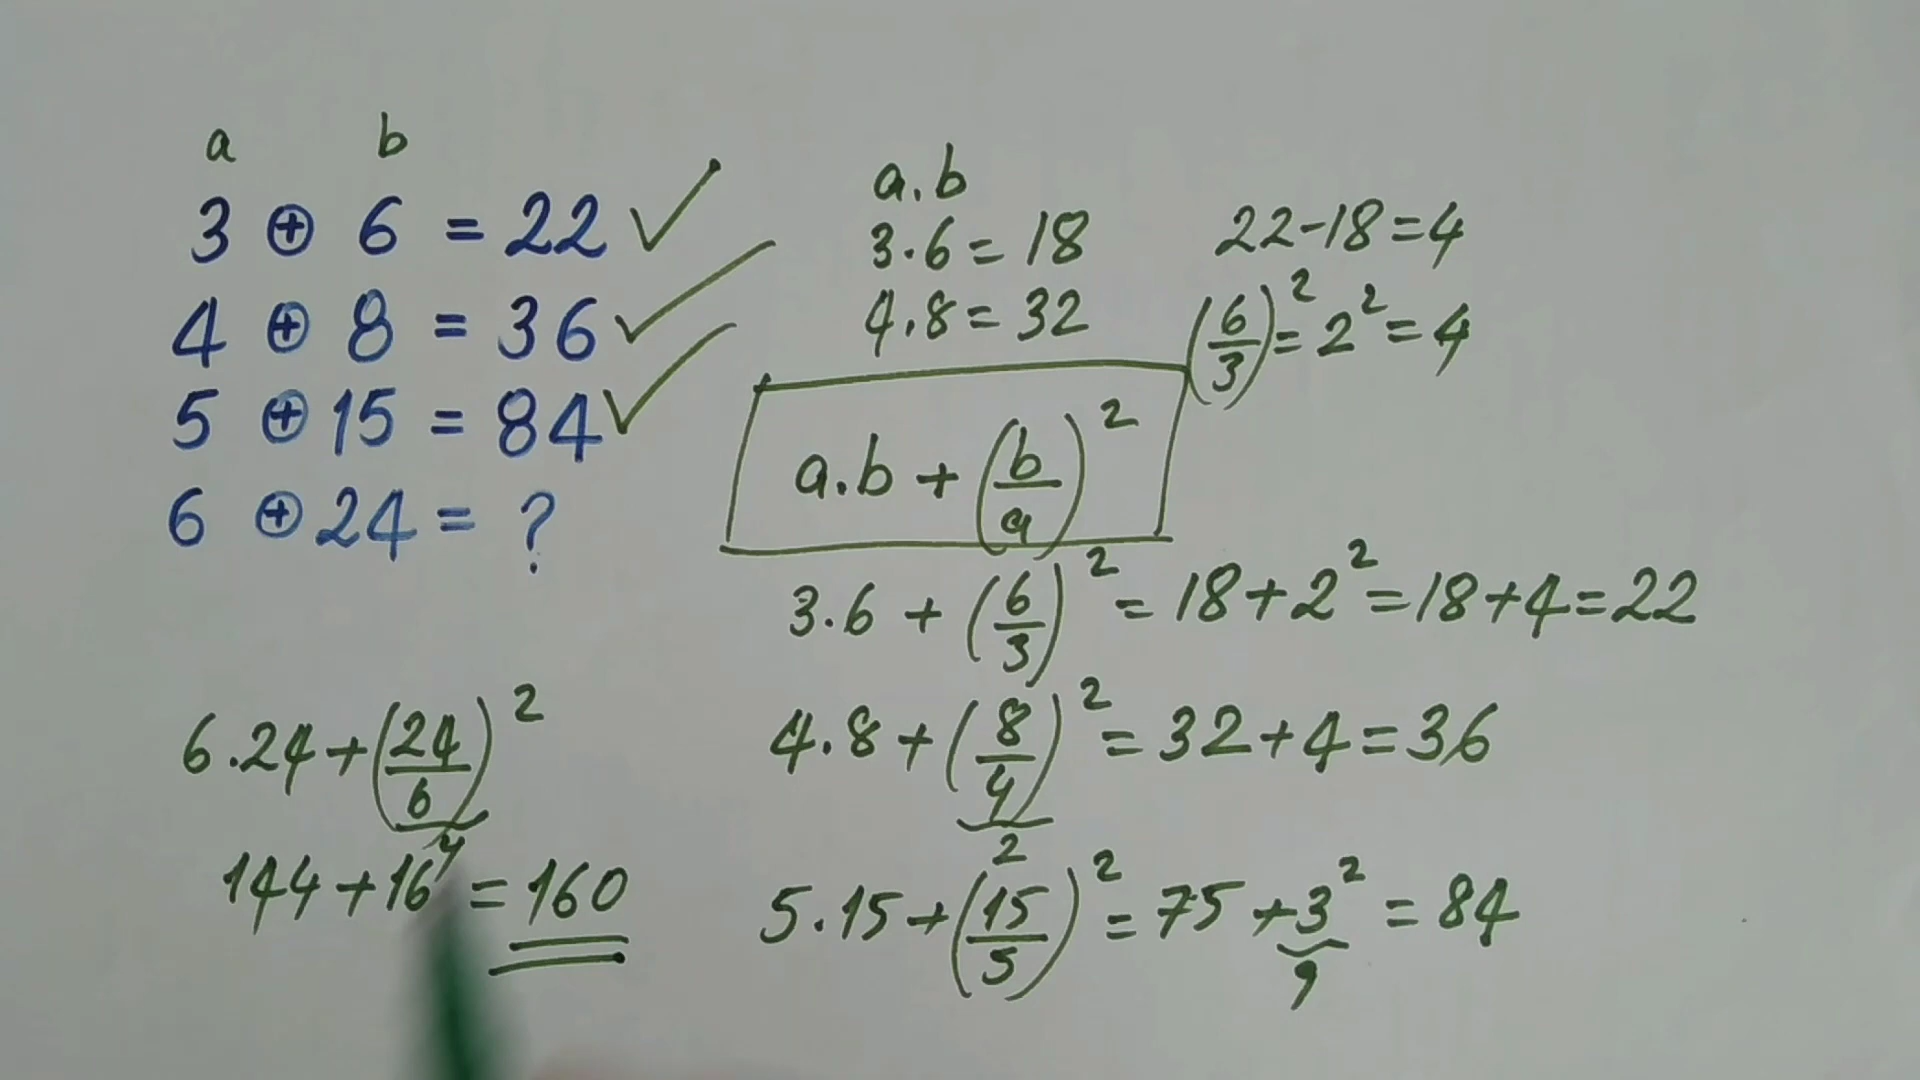 a b
3 ⊕ 6 = 22 ✓
4 ⊕ 8 = 36 ✓
5 ⊕ 15 = 84 ✓
6 ⊕ 24 = ?
6.24+(24/6)²
4
144+16=160
a.b
3.6=18
4.8=32
22-18=4
(6/3)²=2²=4
a.b+(b/a)²
3.6+(6/3)²=18+2²=18+4=22
4.8+(8/4)²=32+4=36
2
5.15+(15/5)²=75+3²=84
9